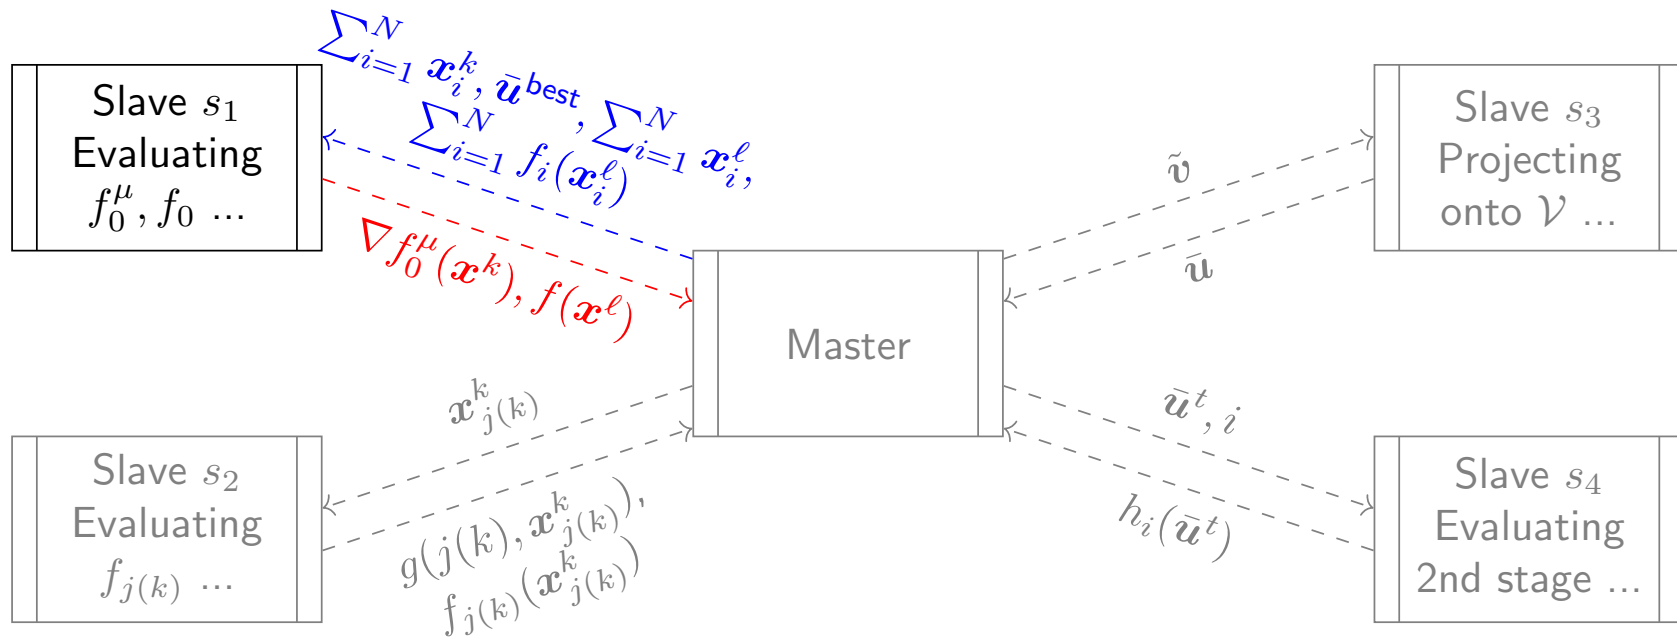 Slave s₁
Evaluating
f₀^μ, f₀ ...
∑_{i=1}^N 𝒙_i^k, 𝒖̄^best, ∑_{i=1}^N 𝒙_i^ℓ,
∑_{i=1}^N f_i(𝒙_i^ℓ)
∇f₀^μ(𝒙^k), f(𝒙^ℓ)
Slave s₃
Projecting
onto 𝒱 ...
𝒗̃
𝒖̄
Master
Slave s₂
Evaluating
f_{j(k)} ...
𝒙_{j(k)}^k
g(j(k), 𝒙_{j(k)}^k),
f_{j(k)}(𝒙_{j(k)}^k)
𝒖̄^t, i
h_i(𝒖̄^t)
Slave s₄
Evaluating
2nd stage ...